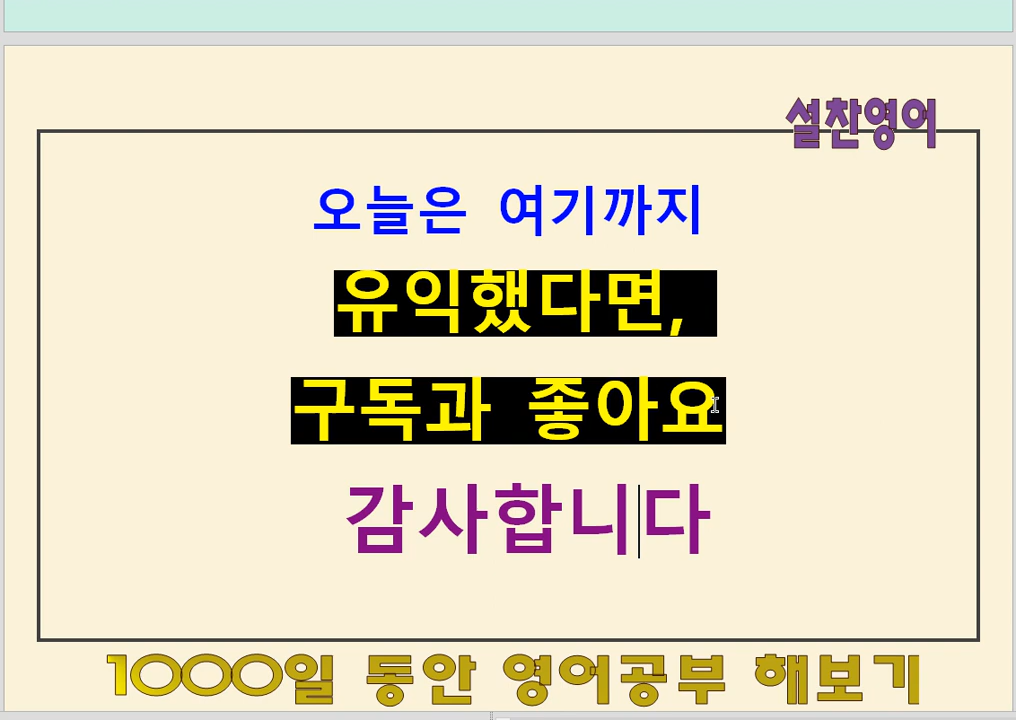 설찬영어
오늘은 여기까지
유익했다면,
구독과 좋아요
감사합니다
1000일 동안 영어공부 해보기